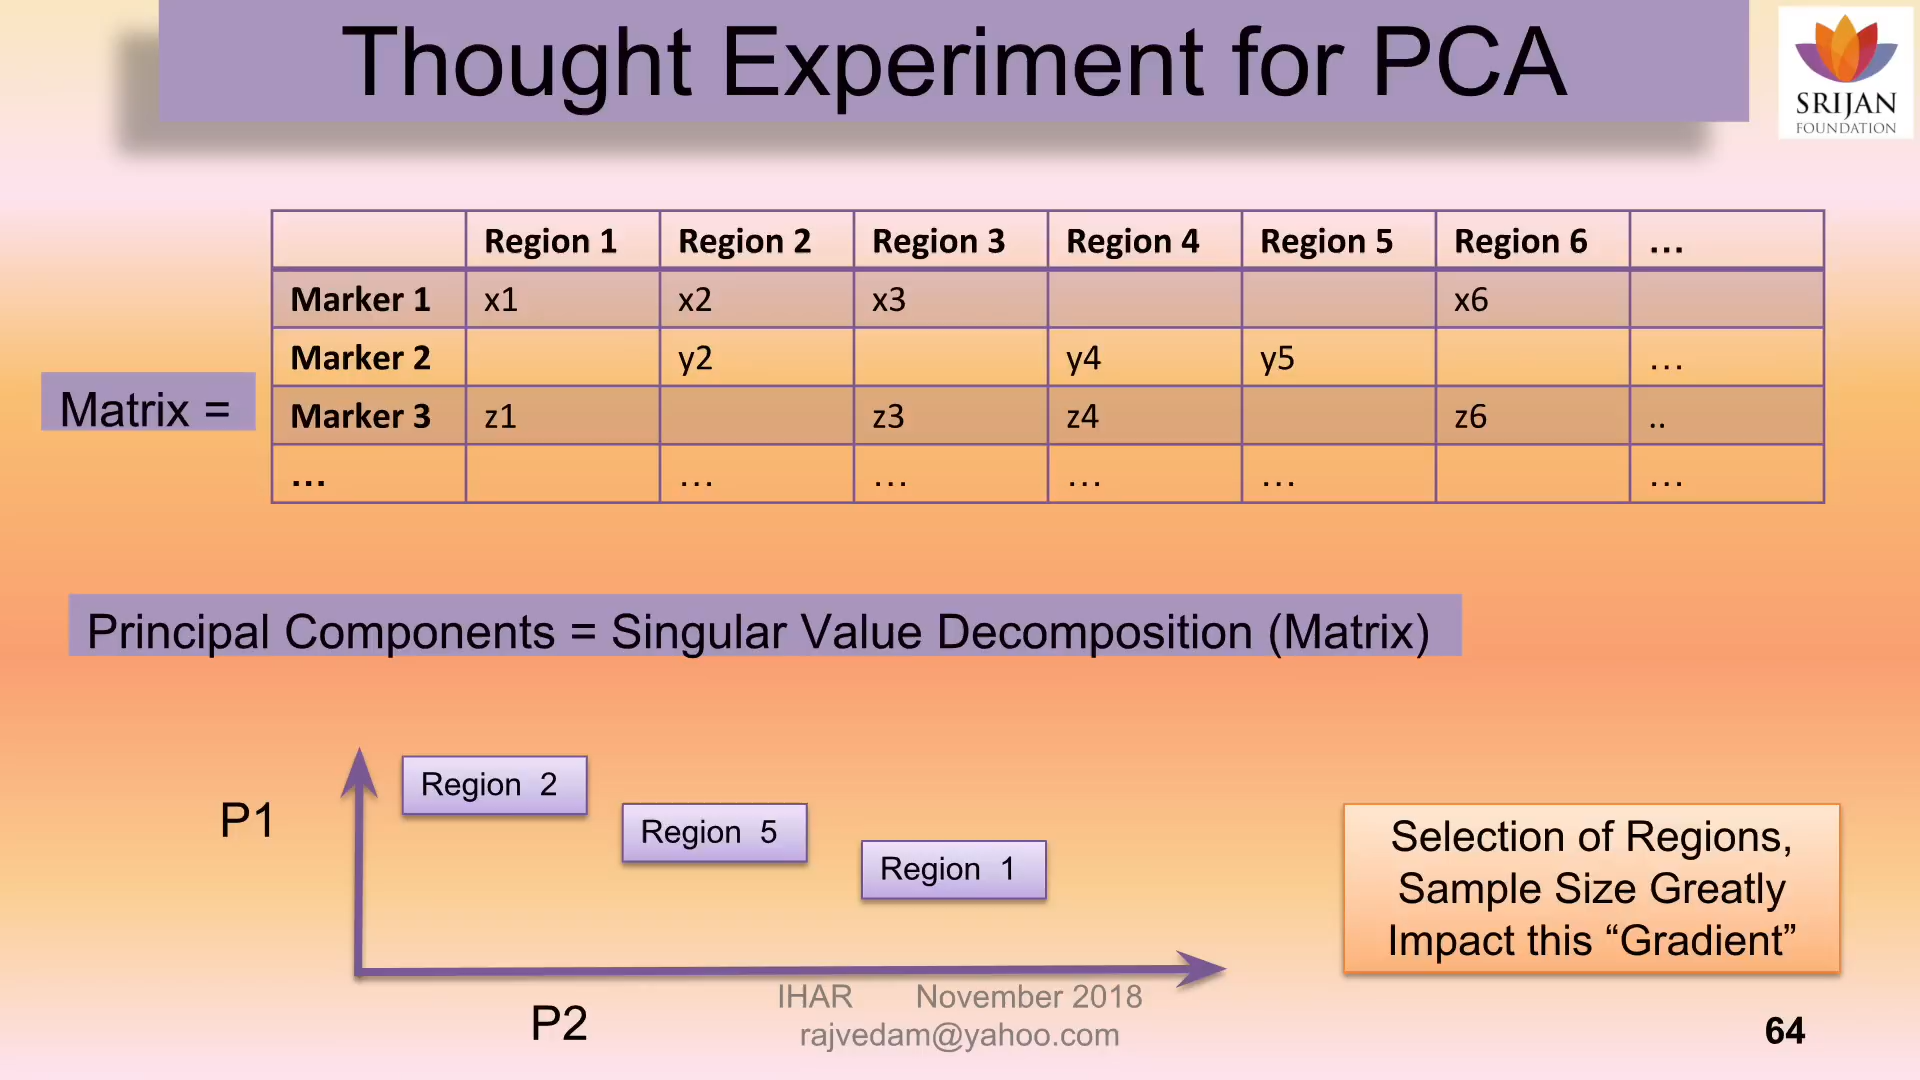 Thought Experiment for PCA
SRIJAN
FOUNDATION
Region 1 Region 2 Region 3 Region 4 Region 5 Region 6 ...
Marker 1 x1 x2 x3 x6
Marker 2 y2 y4 y5 ...
Matrix =
Marker 3 z1 z3 z4 z6 ..
... ... ... ... ... ...
Principal Components = Singular Value Decomposition (Matrix)
P1
Region 2
Region 5
Region 1
Selection of Regions,
Sample Size Greatly
Impact this “Gradient”
P2
IHAR November 2018
rajvedam@yahoo.com
64